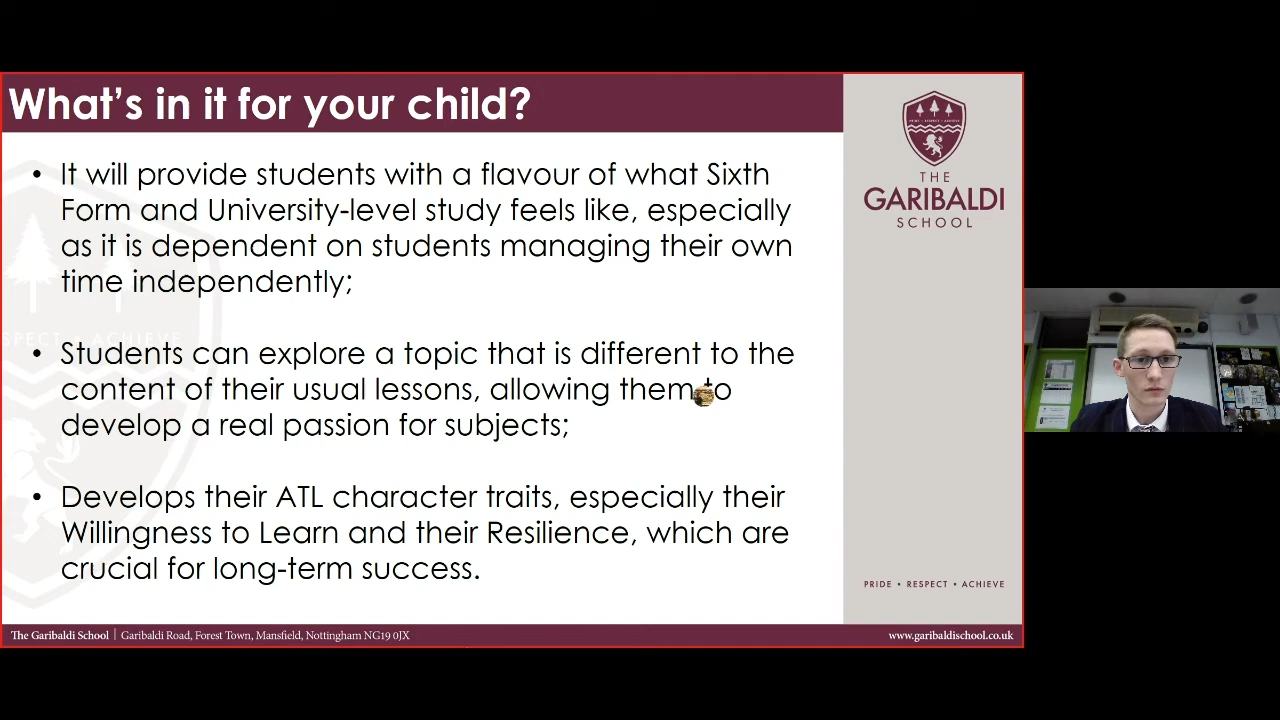 What's in it for your child?
• It will provide students with a flavour of what Sixth
Form and University-level study feels like, especially
as it is dependent on students managing their own
time independently;
• Students can explore a topic that is different to the
content of their usual lessons, allowing them to
develop a real passion for subjects;
• Develops their ATL character traits, especially their
Willingness to Learn and their Resilience, which are
crucial for long-term success.
PRIDE • RESPECT • ACHIEVE
THE
GARIBALDI
SCHOOL
PRIDE • RESPECT • ACHIEVE
The Garibaldi School | Garibaldi Road, Forest Town, Mansfield, Nottingham NG19 0JX
www.garibaldischool.co.uk